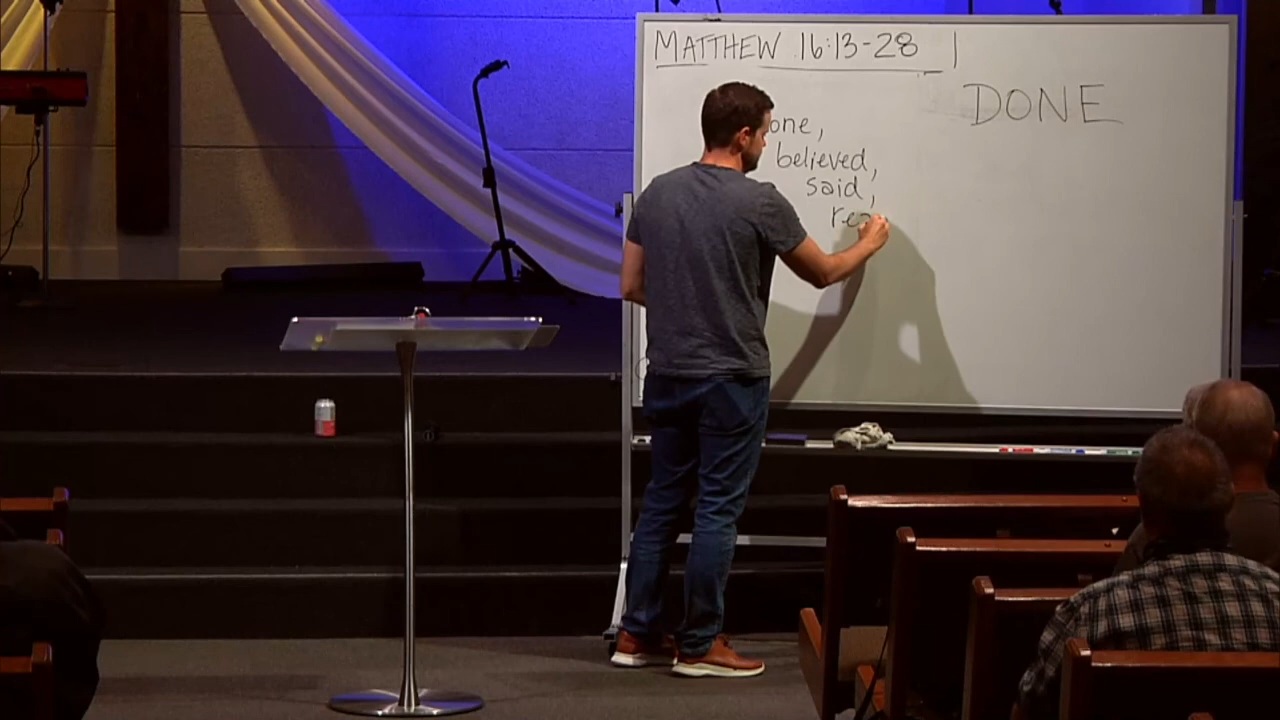 MATTHEW 16:13-28
DONE
one,
believed,
said,